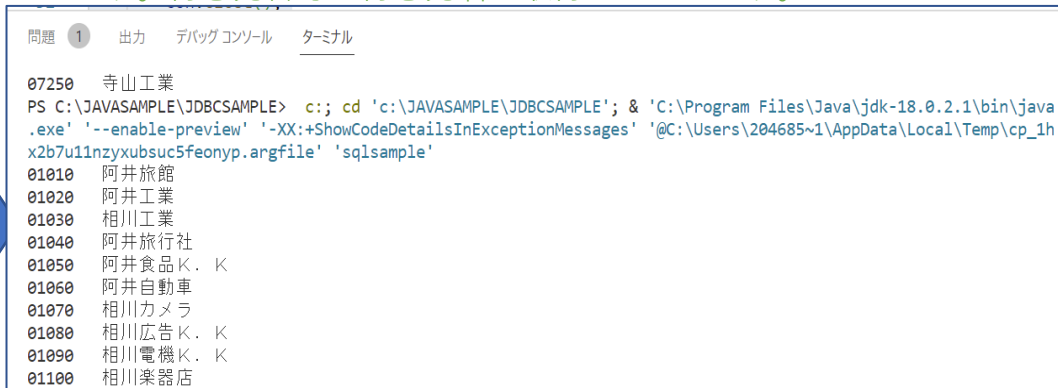 問題 1 出力 デバッグ コンソール ターミナル
07250 寺山工業
PS C:\JAVASAMPLE\JDBCSAMPLE> c:; cd 'c:\JAVASAMPLE\JDBCSAMPLE'; & 'C:\Program Files\Java\jdk-18.0.2.1\bin\java
.exe' '--enable-preview' '-XX:+ShowCodeDetailsInExceptionMessages' '@C:\Users\204685~1\AppData\Local\Temp\cp_1h
x2b7u11nzyxubsuc5feonyp.argfile' 'sqlsample'
01010 阿井旅館
01020 阿井工業
01030 相川工業
01040 阿井旅行社
01050 阿井食品K．K
01060 阿井自動車
01070 相川カメラ
01080 相川広告K．K
01090 相川電機K．K
01100 相川楽器店